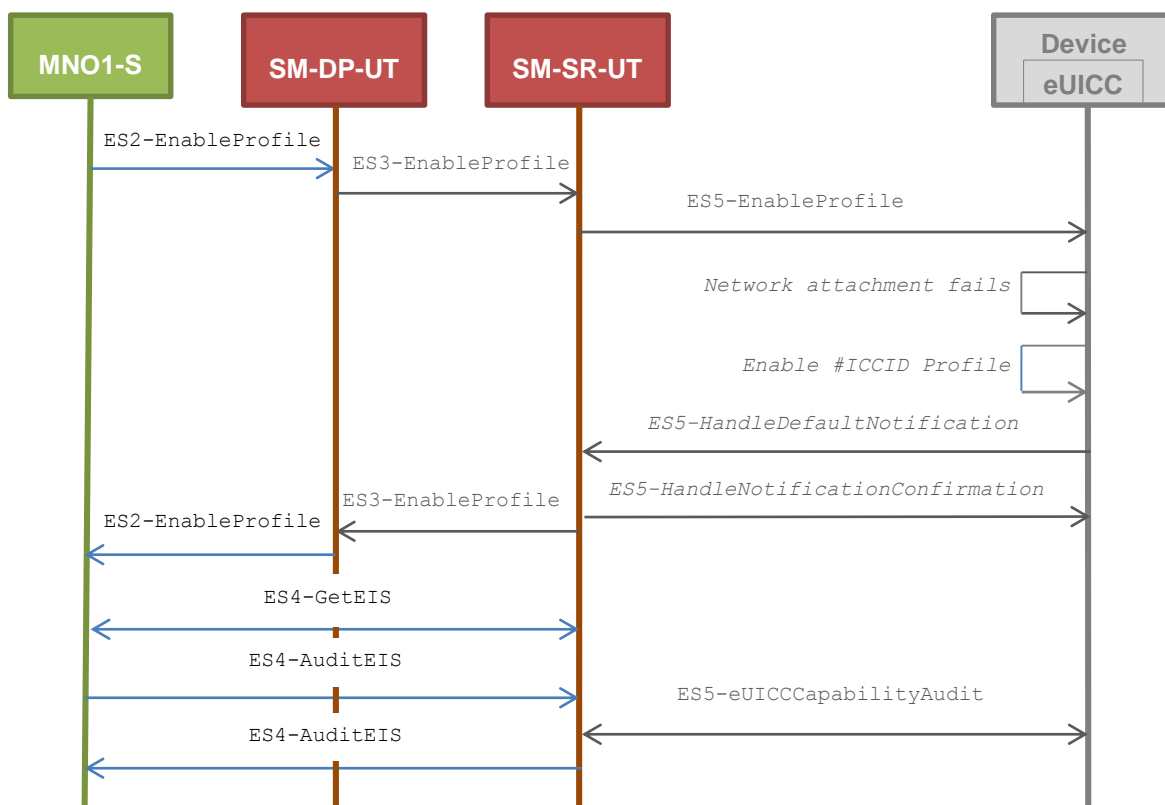 MNO1-S
SM-DP-UT
SM-SR-UT
Device
eUICC
ES2-EnableProfile
ES3-EnableProfile
ES5-EnableProfile
Network attachment fails
Enable #ICCID Profile
ES5-HandleDefaultNotification
ES5-HandleNotificationConfirmation
ES3-EnableProfile
ES2-EnableProfile
ES4-GetEIS
ES4-AuditEIS
ES5-eUICCCapabilityAudit
ES4-AuditEIS